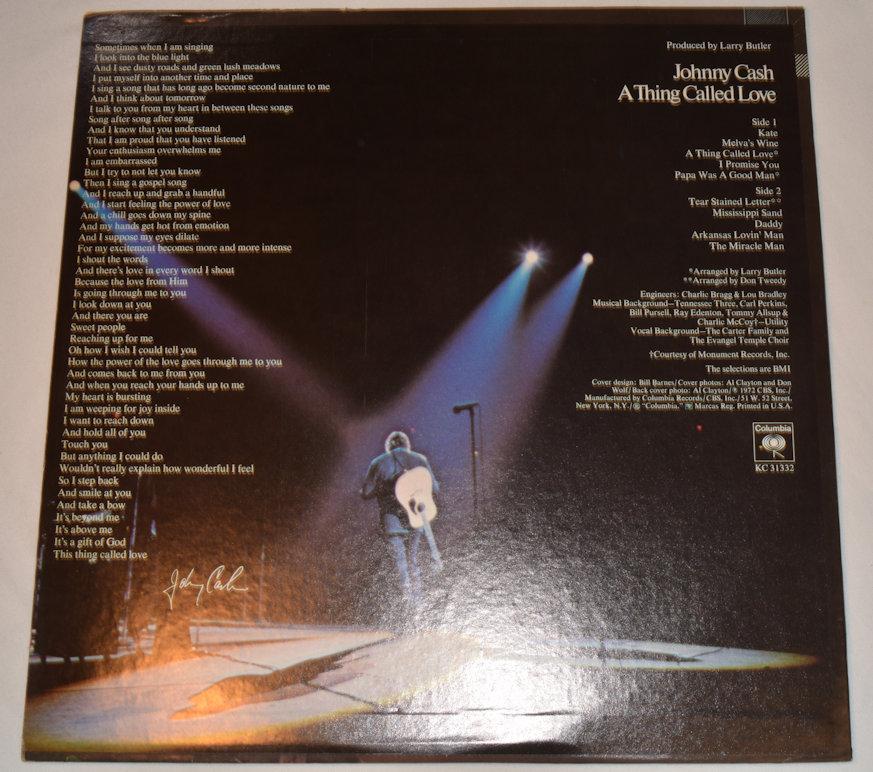 Sometimes when I am singing
I look into the blue light
And I see dusty roads and green lush meadows
I put myself into another time and place
I sing a song that has long ago become second nature to me
And I think about tomorrow
I talk to you from my heart in between these songs
Song after song after song
And I know that you understand
That I am proud that you have listened
Your enthusiasm overwhelms me
I am embarrassed
But I try to not let you know
Then I sing a gospel song
And I reach up and grab a handful
And I start feeling the power of love
And a chill goes down my spine
And my hands get hot from emotion
And I suppose my eyes dilate
For my excitement becomes more and more intense
I shout the words
And there's love in every word I shout
Because the love from Him
Is going through me to you
I look down at you
And there you are
Sweet people
Reaching up for me
Oh how I wish I could tell you
How the power of the love goes through me to you
And comes back to me from you
And when you reach your hands up to me
My heart is bursting
I am weeping for joy inside
I want to reach down
And hold all of you
Touch you
But anything I could do
Wouldn't really explain how wonderful I feel
So I step back
And smile at you
And take a bow
It's beyond me
It's above me
It's a gift of God
This thing called love
Johnny Cash
Produced by Larry Butler
Johnny Cash
A Thing Called Love
Side 1
Kate
Melva's Wine
A Thing Called Love*
I Promise You
Papa Was A Good Man*
Side 2
Tear Stained Letter**
Mississippi Sand
Daddy
Arkansas Lovin' Man
The Miracle Man
*Arranged by Larry Butler
**Arranged by Don Tweedy
Engineers: Charlie Bragg & Lou Bradley
Musical Background—Tennessee Three, Carl Perkins,
Bill Pursell, Ray Edenton, Tommy Allsup &
Charlie McCoy†—Utility
Vocal Background—The Carter Family and
The Evangel Temple Choir
†Courtesy of Monument Records, Inc.
The selections are BMI
Cover design: Bill Barnes/Cover photos: Al Clayton and Don
Wolf/Back cover photo: Al Clayton/℗ 1972 CBS, Inc./
Manufactured by Columbia Records/CBS, Inc./51 W. 52 Street,
New York, N.Y./® "Columbia," Marcas Reg. Printed in U.S.A.
Columbia
KC 31332